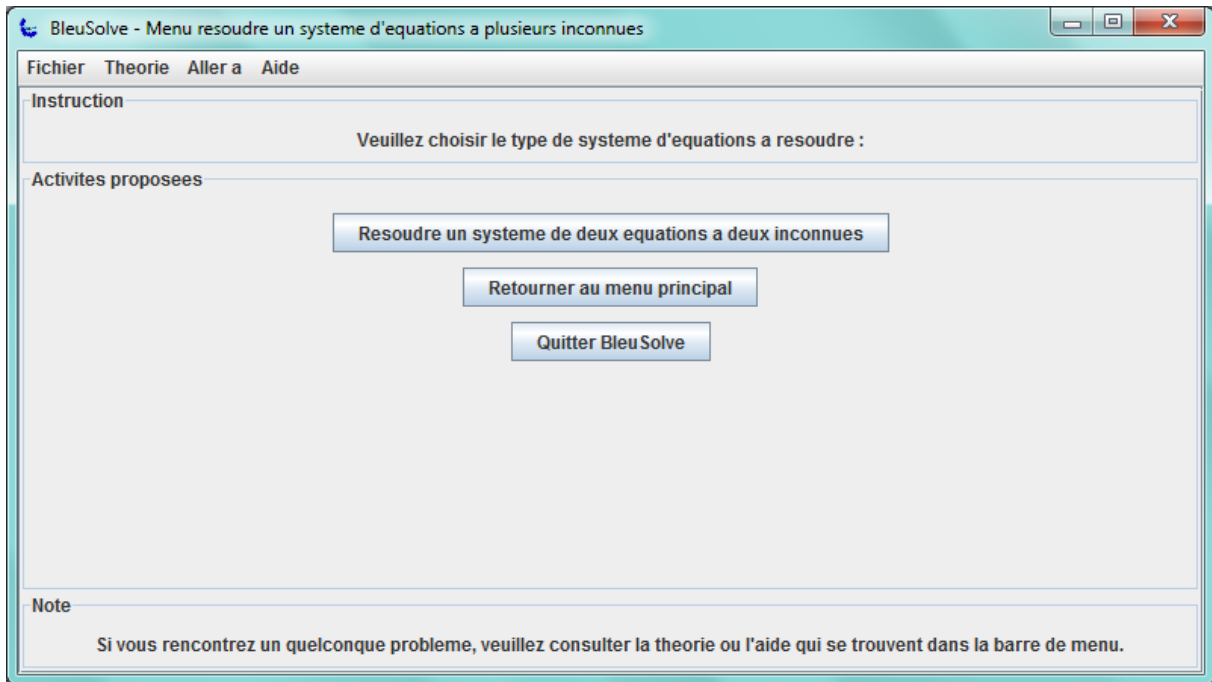 BleuSolve - Menu resoudre un systeme d'equations a plusieurs inconnues
Fichier Theorie Aller a Aide
Instruction
Veuillez choisir le type de systeme d'equations a resoudre :
Activites proposees
Resoudre un systeme de deux equations a deux inconnues
Retourner au menu principal
Quitter BleuSolve
Note
Si vous rencontrez un quelconque probleme, veuillez consulter la theorie ou l'aide qui se trouvent dans la barre de menu.